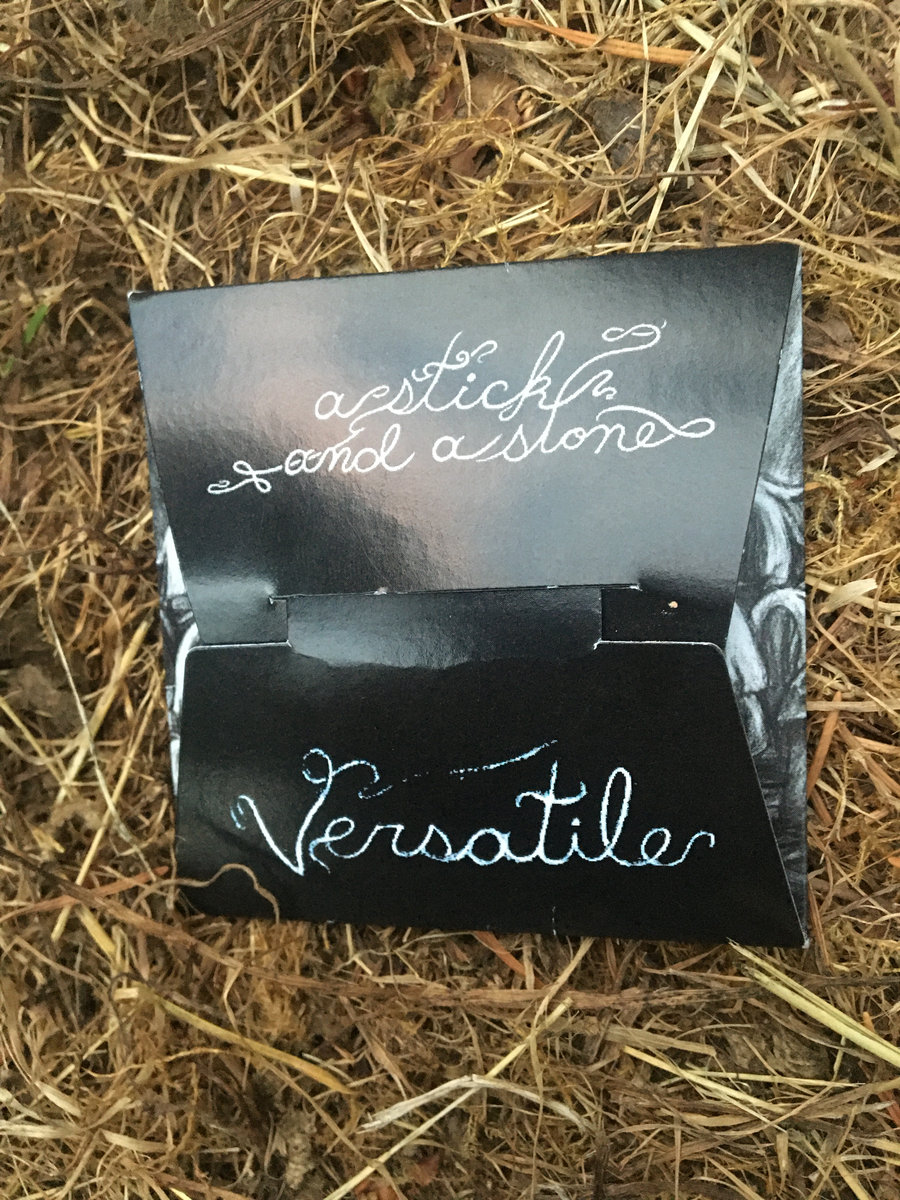 a stick
and a stone
Versatile